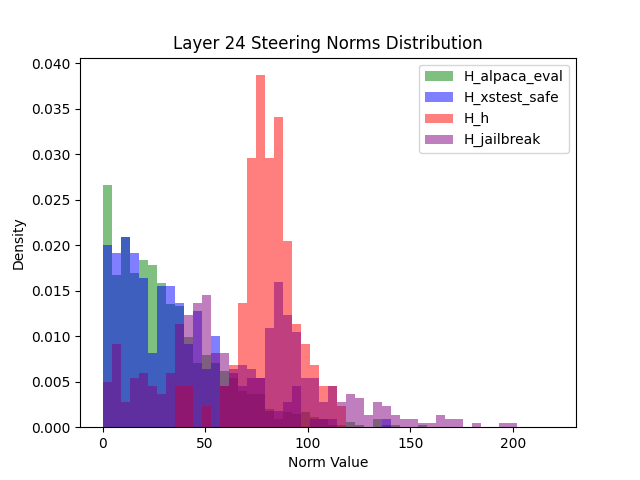 Layer 24 Steering Norms Distribution
0.040
0.035
0.030
0.025
0.020
0.015
0.010
0.005
0.000
Density
H_alpaca_eval
H_xstest_safe
H_h
H_jailbreak
0
50
100
150
200
Norm Value